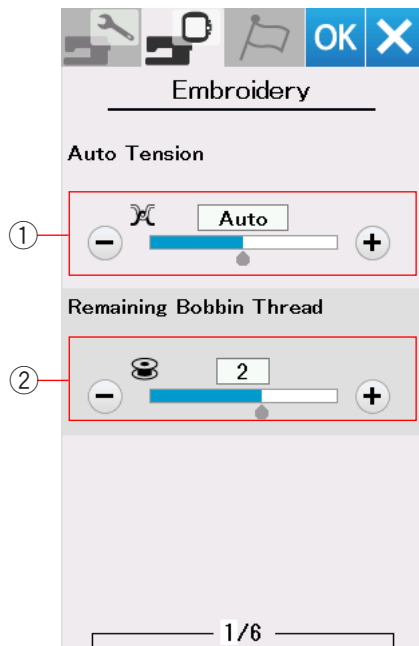 OK
Embroidery
Auto Tension
① Auto
− +
Remaining Bobbin Thread
② 2
− +
1/6